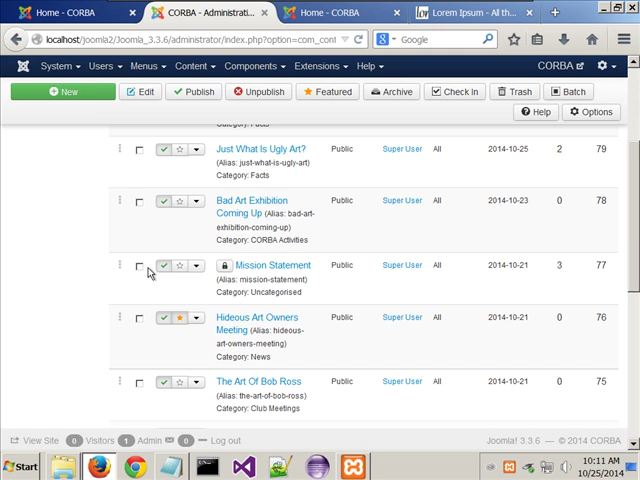 Home - CORBA
CORBA - Administrati...
Home - CORBA
Lorem Ipsum - All th...
localhost/joomla2/Joomla_3.3.6/administrator/index.php?option=com_cont
Google
System Users Menus Content Components Extensions Help CORBA
New Edit Publish Unpublish Featured Archive Check In Trash Batch
Help Options
Category: Facts
Just What Is Ugly Art? Public Super User All 2014-10-25 2 79
(Alias: just-what-is-ugly-art)
Category: Facts
Bad Art Exhibition Public Super User All 2014-10-23 0 78
Coming Up (Alias: bad-art-
exhibition-coming-up)
Category: CORBA Activities
Mission Statement Public Super User All 2014-10-21 3 77
(Alias: mission-statement)
Category: Uncategorised
Hideous Art Owners Public Super User All 2014-10-21 0 76
Meeting (Alias: hideous-
art-owners-meeting)
Category: News
The Art Of Bob Ross Public Super User All 2014-10-21 0 75
(Alias: the-art-of-bob-ross)
Category: Club Meetings
View Site 0 Visitors 1 Admin 0 Log out Joomla! 3.3.6 — © 2014 CORBA
Start
10:11 AM
10/25/2014